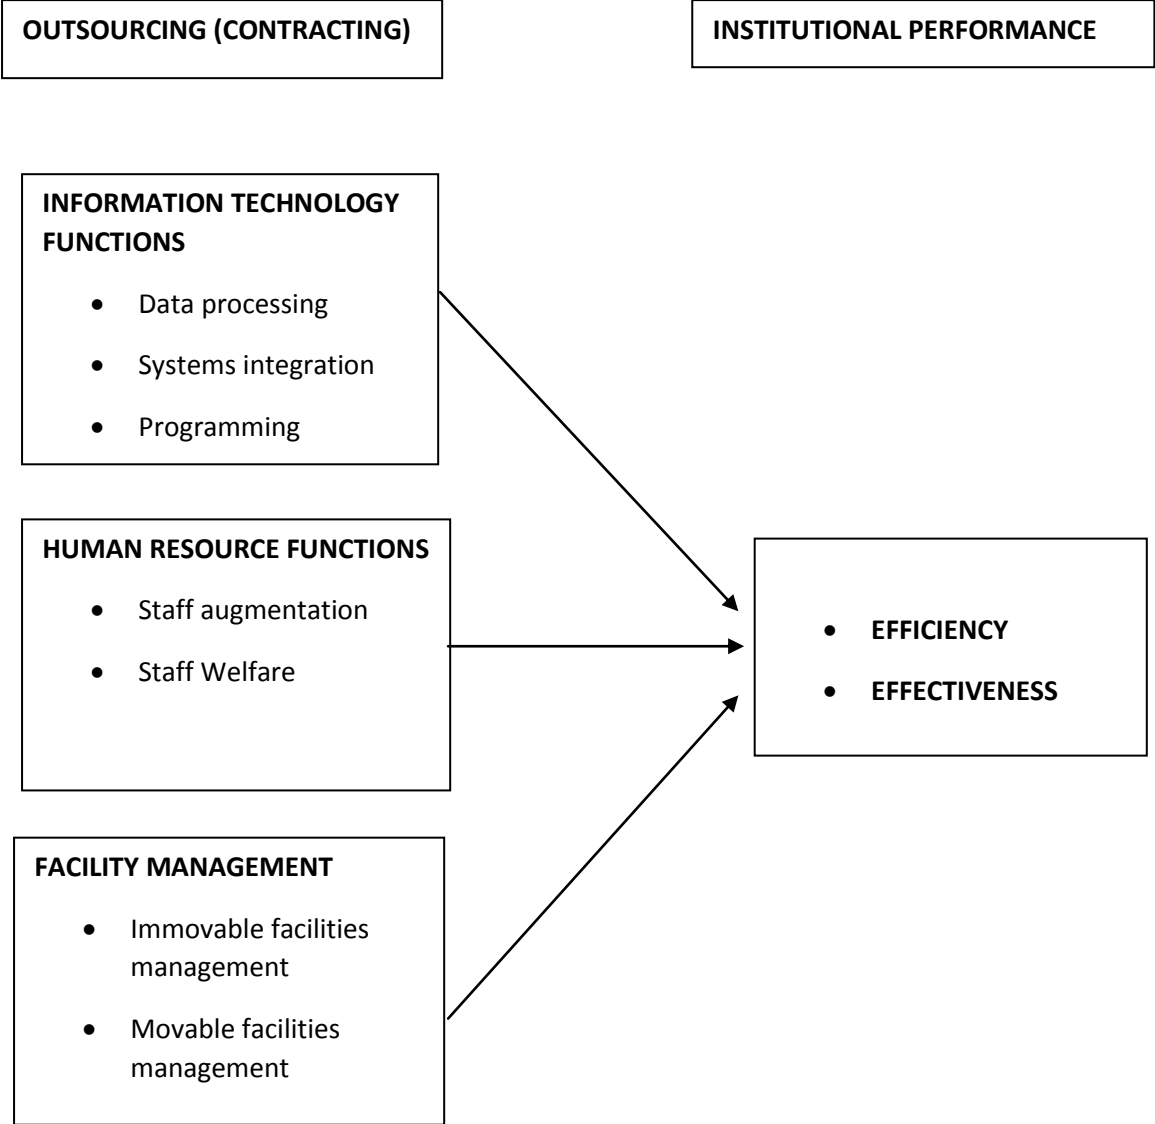 OUTSOURCING (CONTRACTING)
INSTITUTIONAL PERFORMANCE
INFORMATION TECHNOLOGY
FUNCTIONS
• Data processing
• Systems integration
• Programming
HUMAN RESOURCE FUNCTIONS
• Staff augmentation
• Staff Welfare
• EFFICIENCY
• EFFECTIVENESS
FACILITY MANAGEMENT
• Immovable facilities
management
• Movable facilities
management